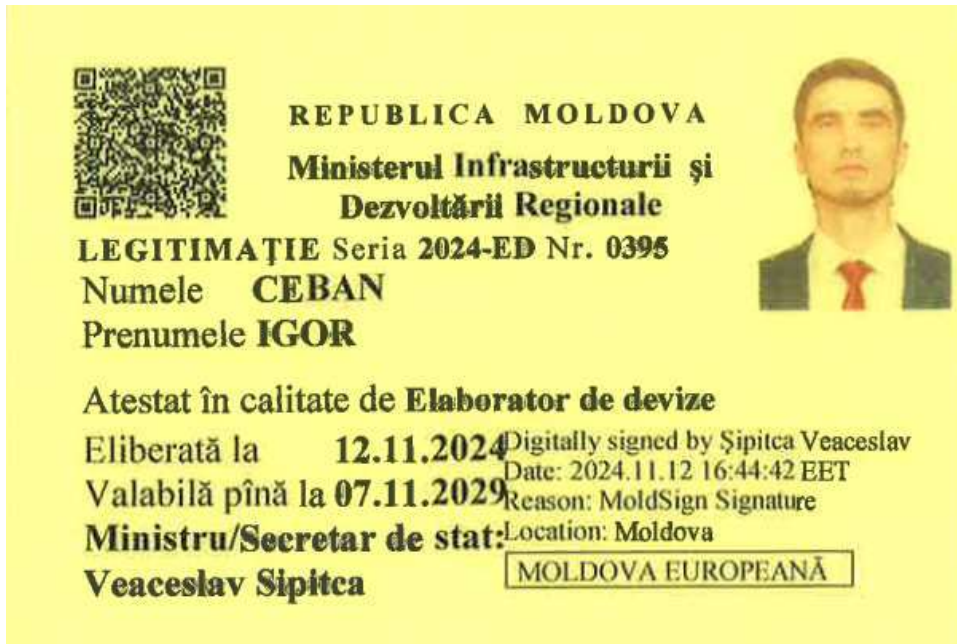 REPUBLICA MOLDOVA
Ministerul Infrastructurii și
Dezvoltării Regionale
LEGITIMAȚIE Seria 2024-ED Nr. 0395
Numele CEBAN
Prenumele IGOR
Atestat în calitate de Elaborator de devize
Eliberată la 12.11.2024
Valabilă pînă la 07.11.2029
Ministru/Secretar de stat:
Veaceslav Sipitca
Digitally signed by Șipitca Veaceslav
Date: 2024.11.12 16:44:42 EET
Reason: MoldSign Signature
Location: Moldova
MOLDOVA EUROPEANĂ